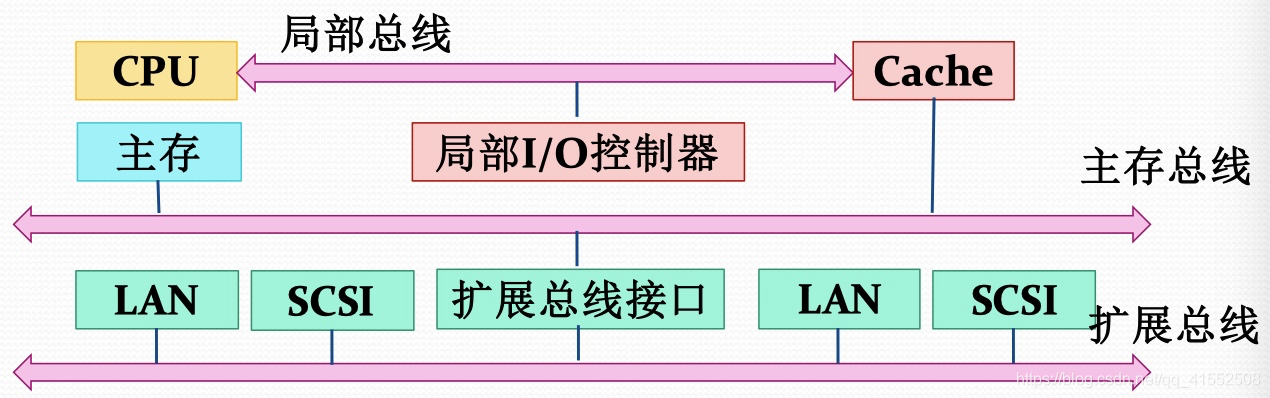 局部总线
CPU
Cache
主存
局部I/O控制器
主存总线
LAN
SCSI
扩展总线接口
LAN
SCSI
扩展总线
https://blog.csdn.net/qq_41552508